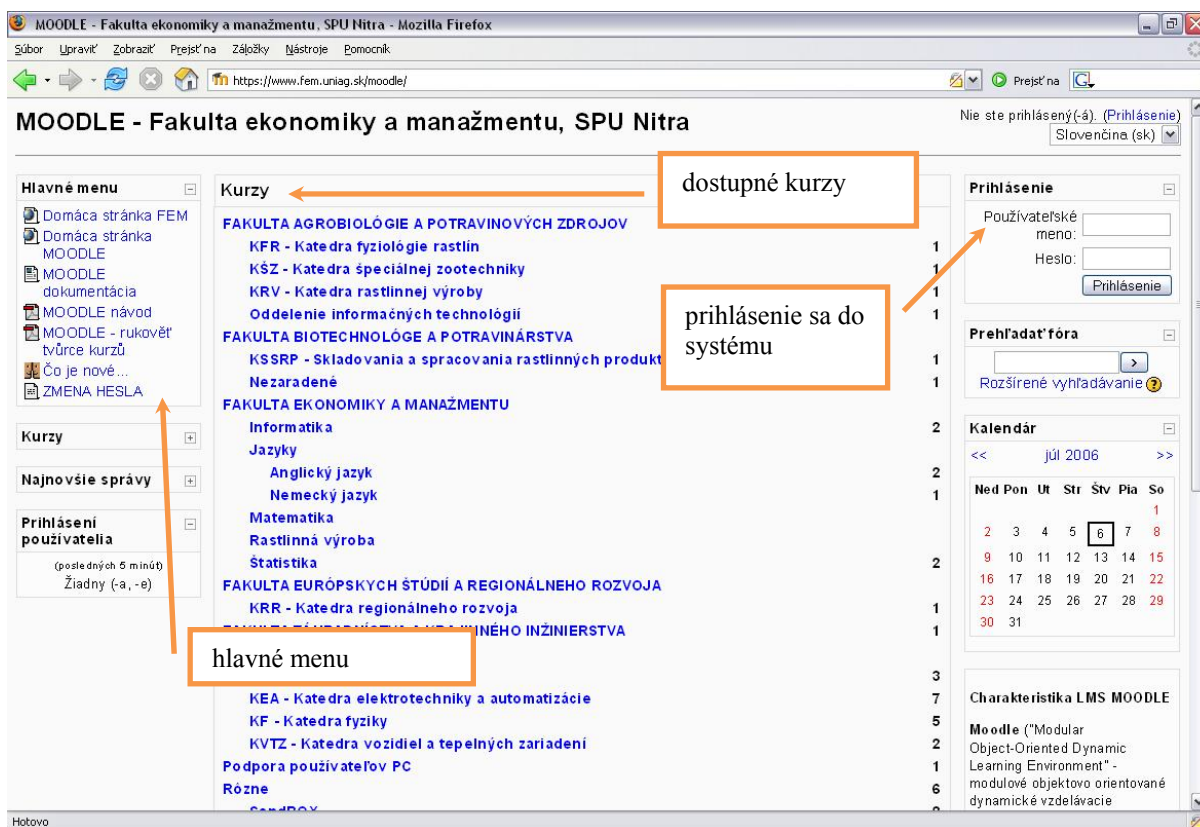 MOODLE - Fakulta ekonomiky a manažmentu, SPU Nitra - Mozilla Firefox
Súbor Upraviť Zobraziť Prejsť na Záložky Nástroje Pomocník
https://www.fem.uniag.sk/moodle/ Prejsť na
MOODLE - Fakulta ekonomiky a manažmentu, SPU Nitra
Nie ste prihlásený(-á). (Prihlásenie)
Slovenčina (sk)
Hlavné menu
Domáca stránka FEM
Domáca stránka
MOODLE
MOODLE
dokumentácia
MOODLE návod
MOODLE - rukověť
tvůrce kurzů
Čo je nové...
ZMENA HESLA
Kurzy
Najnovšie správy
Prihlásení
používatelia
(posledných 5 minút)
Žiadny (-a, -e)
Kurzy
dostupné kurzy
FAKULTA AGROBIOLÓGIE A POTRAVINOVÝCH ZDROJOV
KFR - Katedra fyziológie rastlín 1
KŠZ - Katedra špeciálnej zootechniky 1
KRV - Katedra rastlinnej výroby 1
Oddelenie informačných technológií 1
FAKULTA BIOTECHNOLÓGE A POTRAVINÁRSTVA
KSSRP - Skladovania a spracovania rastlinných produkt 1
Nezaradené 1
FAKULTA EKONOMIKY A MANAŽMENTU
Informatika 2
Jazyky
Anglický jazyk 2
Nemecký jazyk 1
Matematika
Rastlinná výroba
Štatistika 2
FAKULTA EURÓPSKYCH ŠTÚDIÍ A REGIONÁLNEHO ROZVOJA
KRR - Katedra regionálneho rozvoja 1
INŽINIERSTVA 1
hlavné menu
3
KEA - Katedra elektrotechniky a automatizácie 7
KF - Katedra fyziky 5
KVTZ - Katedra vozidiel a tepelných zariadení 2
Podpora používateľov PC 1
Rôzne 6
prihlásenie sa do
systému
Prihlásenie
Používateľské
meno:
Heslo:
Prihlásenie
Prehľadať fóra
>
Rozšírené vyhľadávanie ?
Kalendár
<< júl 2006 >>
Ned Pon Ut Str Štv Pia So
1
2 3 4 5 6 7 8
9 10 11 12 13 14 15
16 17 18 19 20 21 22
23 24 25 26 27 28 29
30 31
Charakteristika LMS MOODLE
Moodle ("Modular
Object-Oriented Dynamic
Learning Environment" -
modulové objektovo orientované
dynamické vzdelávacie
Hotovo